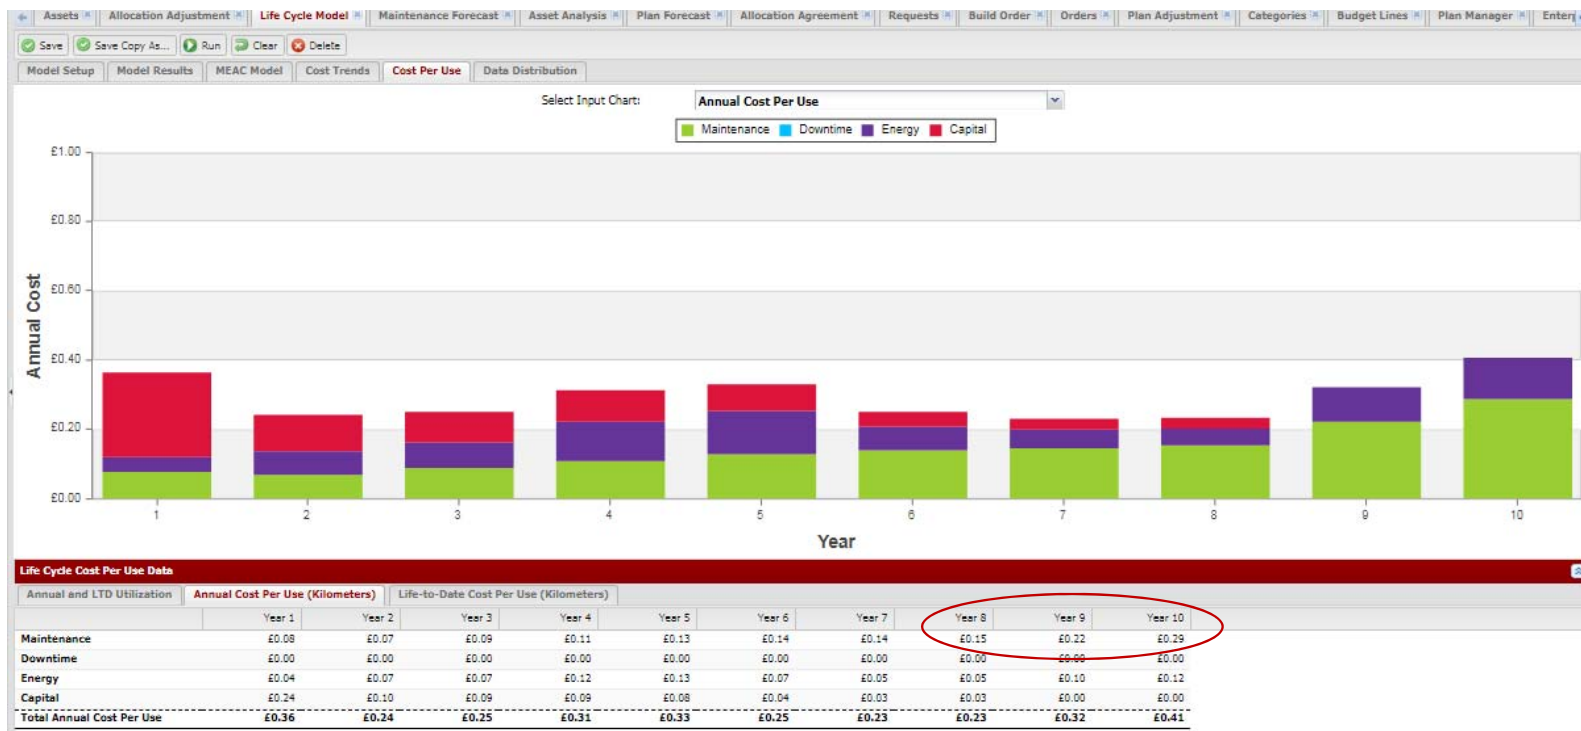 Assets Allocation Adjustment Life Cycle Model Maintenance Forecast Asset Analysis Plan Forecast Allocation Agreement Requests Build Order Orders Plan Adjustment Categories Budget Lines Plan Manager Enterp
Save Save Copy As... Run Clear Delete
Model Setup Model Results MEAC Model Cost Trends Cost Per Use Data Distribution
Select Input Chart: Annual Cost Per Use
Maintenance Downtime Energy Capital
£1.00
£0.80
£0.60
£0.40
£0.20
£0.00
Annual Cost
1 2 3 4 5 6 7 8 9 10
Year
Life Cycle Cost Per Use Data
Annual and LTD Utilization Annual Cost Per Use (Kilometers) Life-to-Date Cost Per Use (Kilometers)
Year 1 Year 2 Year 3 Year 4 Year 5 Year 6 Year 7 Year 8 Year 9 Year 10
Maintenance £0.08 £0.07 £0.09 £0.11 £0.13 £0.14 £0.14 £0.15 £0.22 £0.29
Downtime £0.00 £0.00 £0.00 £0.00 £0.00 £0.00 £0.00 £0.00 £0.00 £0.00
Energy £0.04 £0.07 £0.07 £0.12 £0.13 £0.07 £0.05 £0.05 £0.10 £0.12
Capital £0.24 £0.10 £0.09 £0.09 £0.08 £0.04 £0.03 £0.03 £0.00 £0.00
Total Annual Cost Per Use £0.36 £0.24 £0.25 £0.31 £0.33 £0.25 £0.23 £0.23 £0.32 £0.41